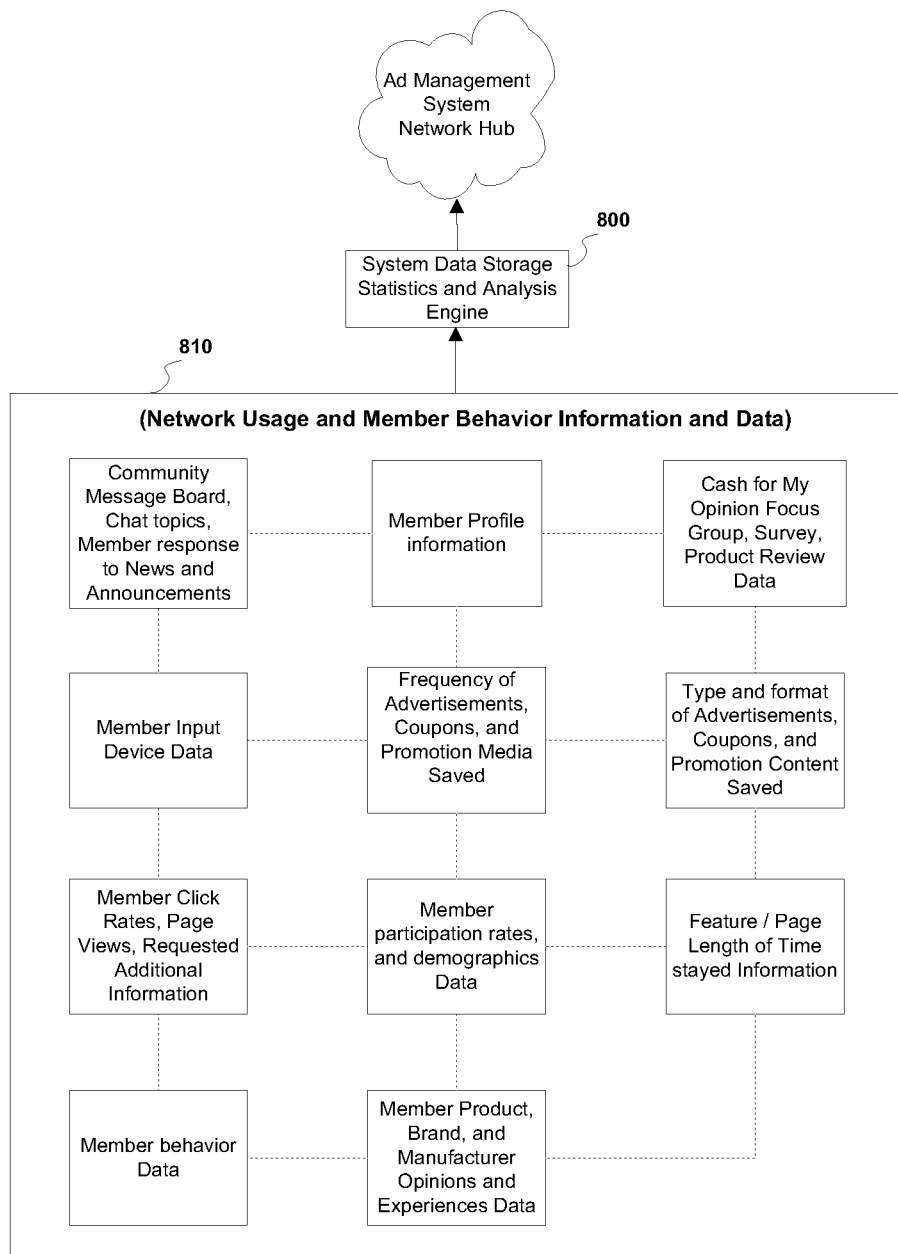 Ad Management
System
Network Hub
800
System Data Storage
Statistics and Analysis
Engine
810
(Network Usage and Member Behavior Information and Data)
Community
Message Board,
Chat topics,
Member response
to News and
Announcements
Member Profile
information
Cash for My
Opinion Focus
Group, Survey,
Product Review
Data
Member Input
Device Data
Frequency of
Advertisements,
Coupons, and
Promotion Media
Saved
Type and format
of Advertisements,
Coupons, and
Promotion Content
Saved
Member Click
Rates, Page
Views, Requested
Additional
Information
Member
participation rates,
and demographics
Data
Feature / Page
Length of Time
stayed Information
Member behavior
Data
Member Product,
Brand, and
Manufacturer
Opinions and
Experiences Data